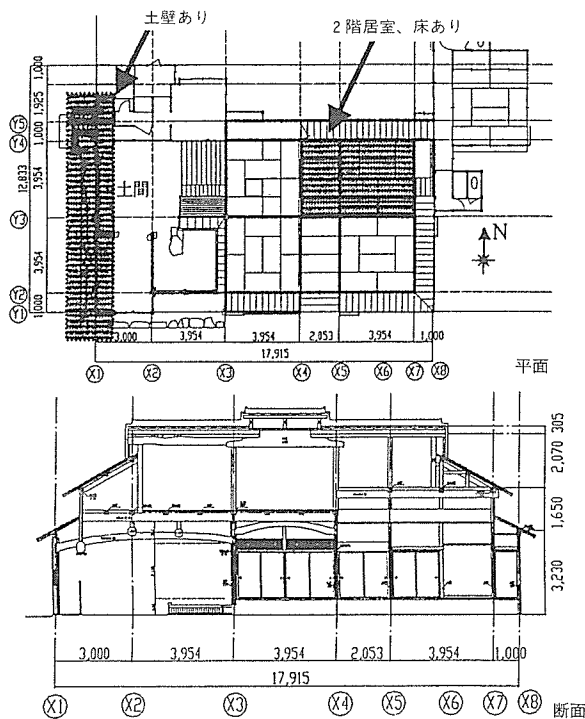 土壁あり
2階居室、床あり
1,000
1,925
1,000
3,954
3,954
1,000
12,833
Y5
Y4
Y3
Y2
Y1
土間
N
3,000
3,954
3,954
2,053
3,954
1,000
17,915
X1
X2
X3
X4
X5
X6
X7
X8
平面
305
2,070
1,650
3,230
3,000
3,954
3,954
2,053
3,954
1,000
17,915
X1
X2
X3
X4
X5
X6
X7
X8
断面